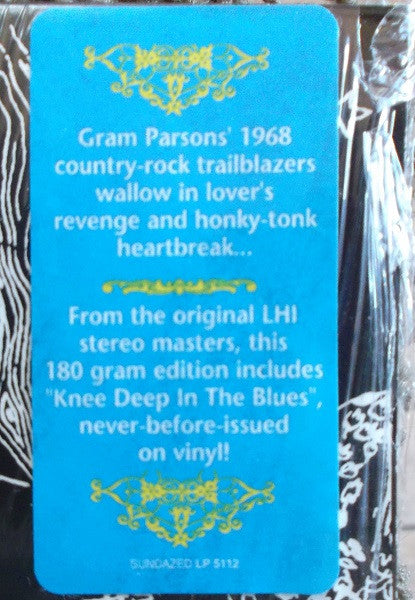 Gram Parsons' 1968
country-rock trailblazers
wallow in lover's
revenge and honky-tonk
heartbreak...
From the original LHI
stereo masters, this
180 gram edition includes
"Knee Deep In The Blues",
never-before-issued
on vinyl!
SUNDAZED LP 5112